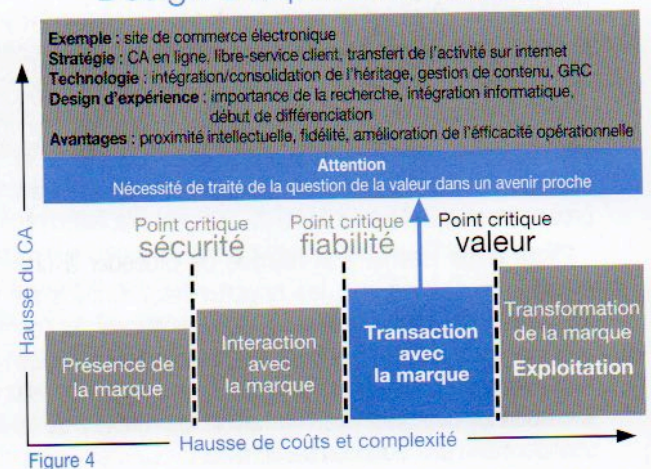 Exemple : site de commerce électronique
Stratégie : CA en ligne, libre-service client, transfert de l'activité sur internet
Technologie : intégration/consolidation de l'héritage, gestion de contenu, GRC
Design d'expérience : importance de la recherche, intégration informatique,
début de différenciation
Avantages : proximité intellectuelle, fidélité, amélioration de l'éfficacité opérationnelle
Attention
Nécessité de traité de la question de la valeur dans un avenir proche
Point critique
sécurité
Point critique
fiabilité
Point critique
valeur
Hausse du CA
Présence de
la marque
Interaction
avec
la marque
Transaction
avec
la marque
Transformation
de la marque
Exploitation
Hausse de coûts et complexité
Figure 4